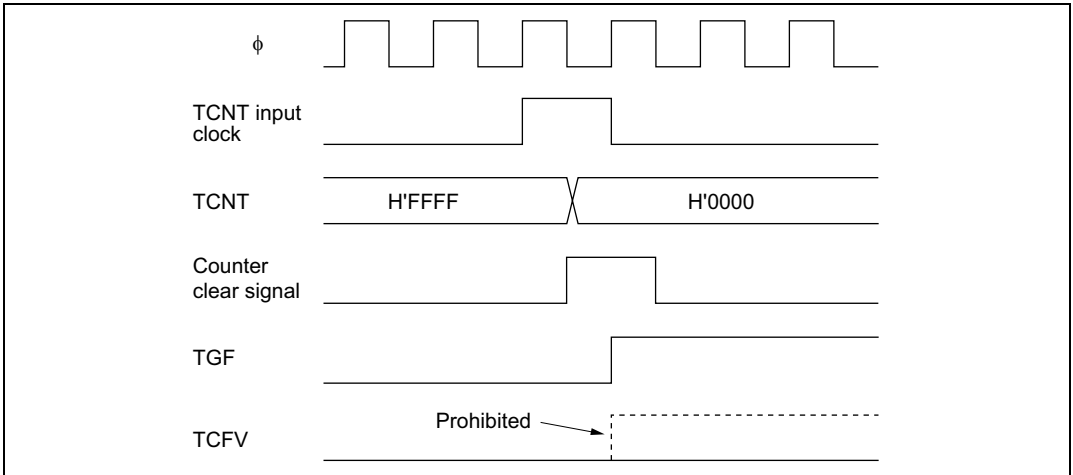 ϕ
TCNT input
clock
TCNT
H'FFFF
H'0000
Counter
clear signal
TGF
Prohibited
TCFV